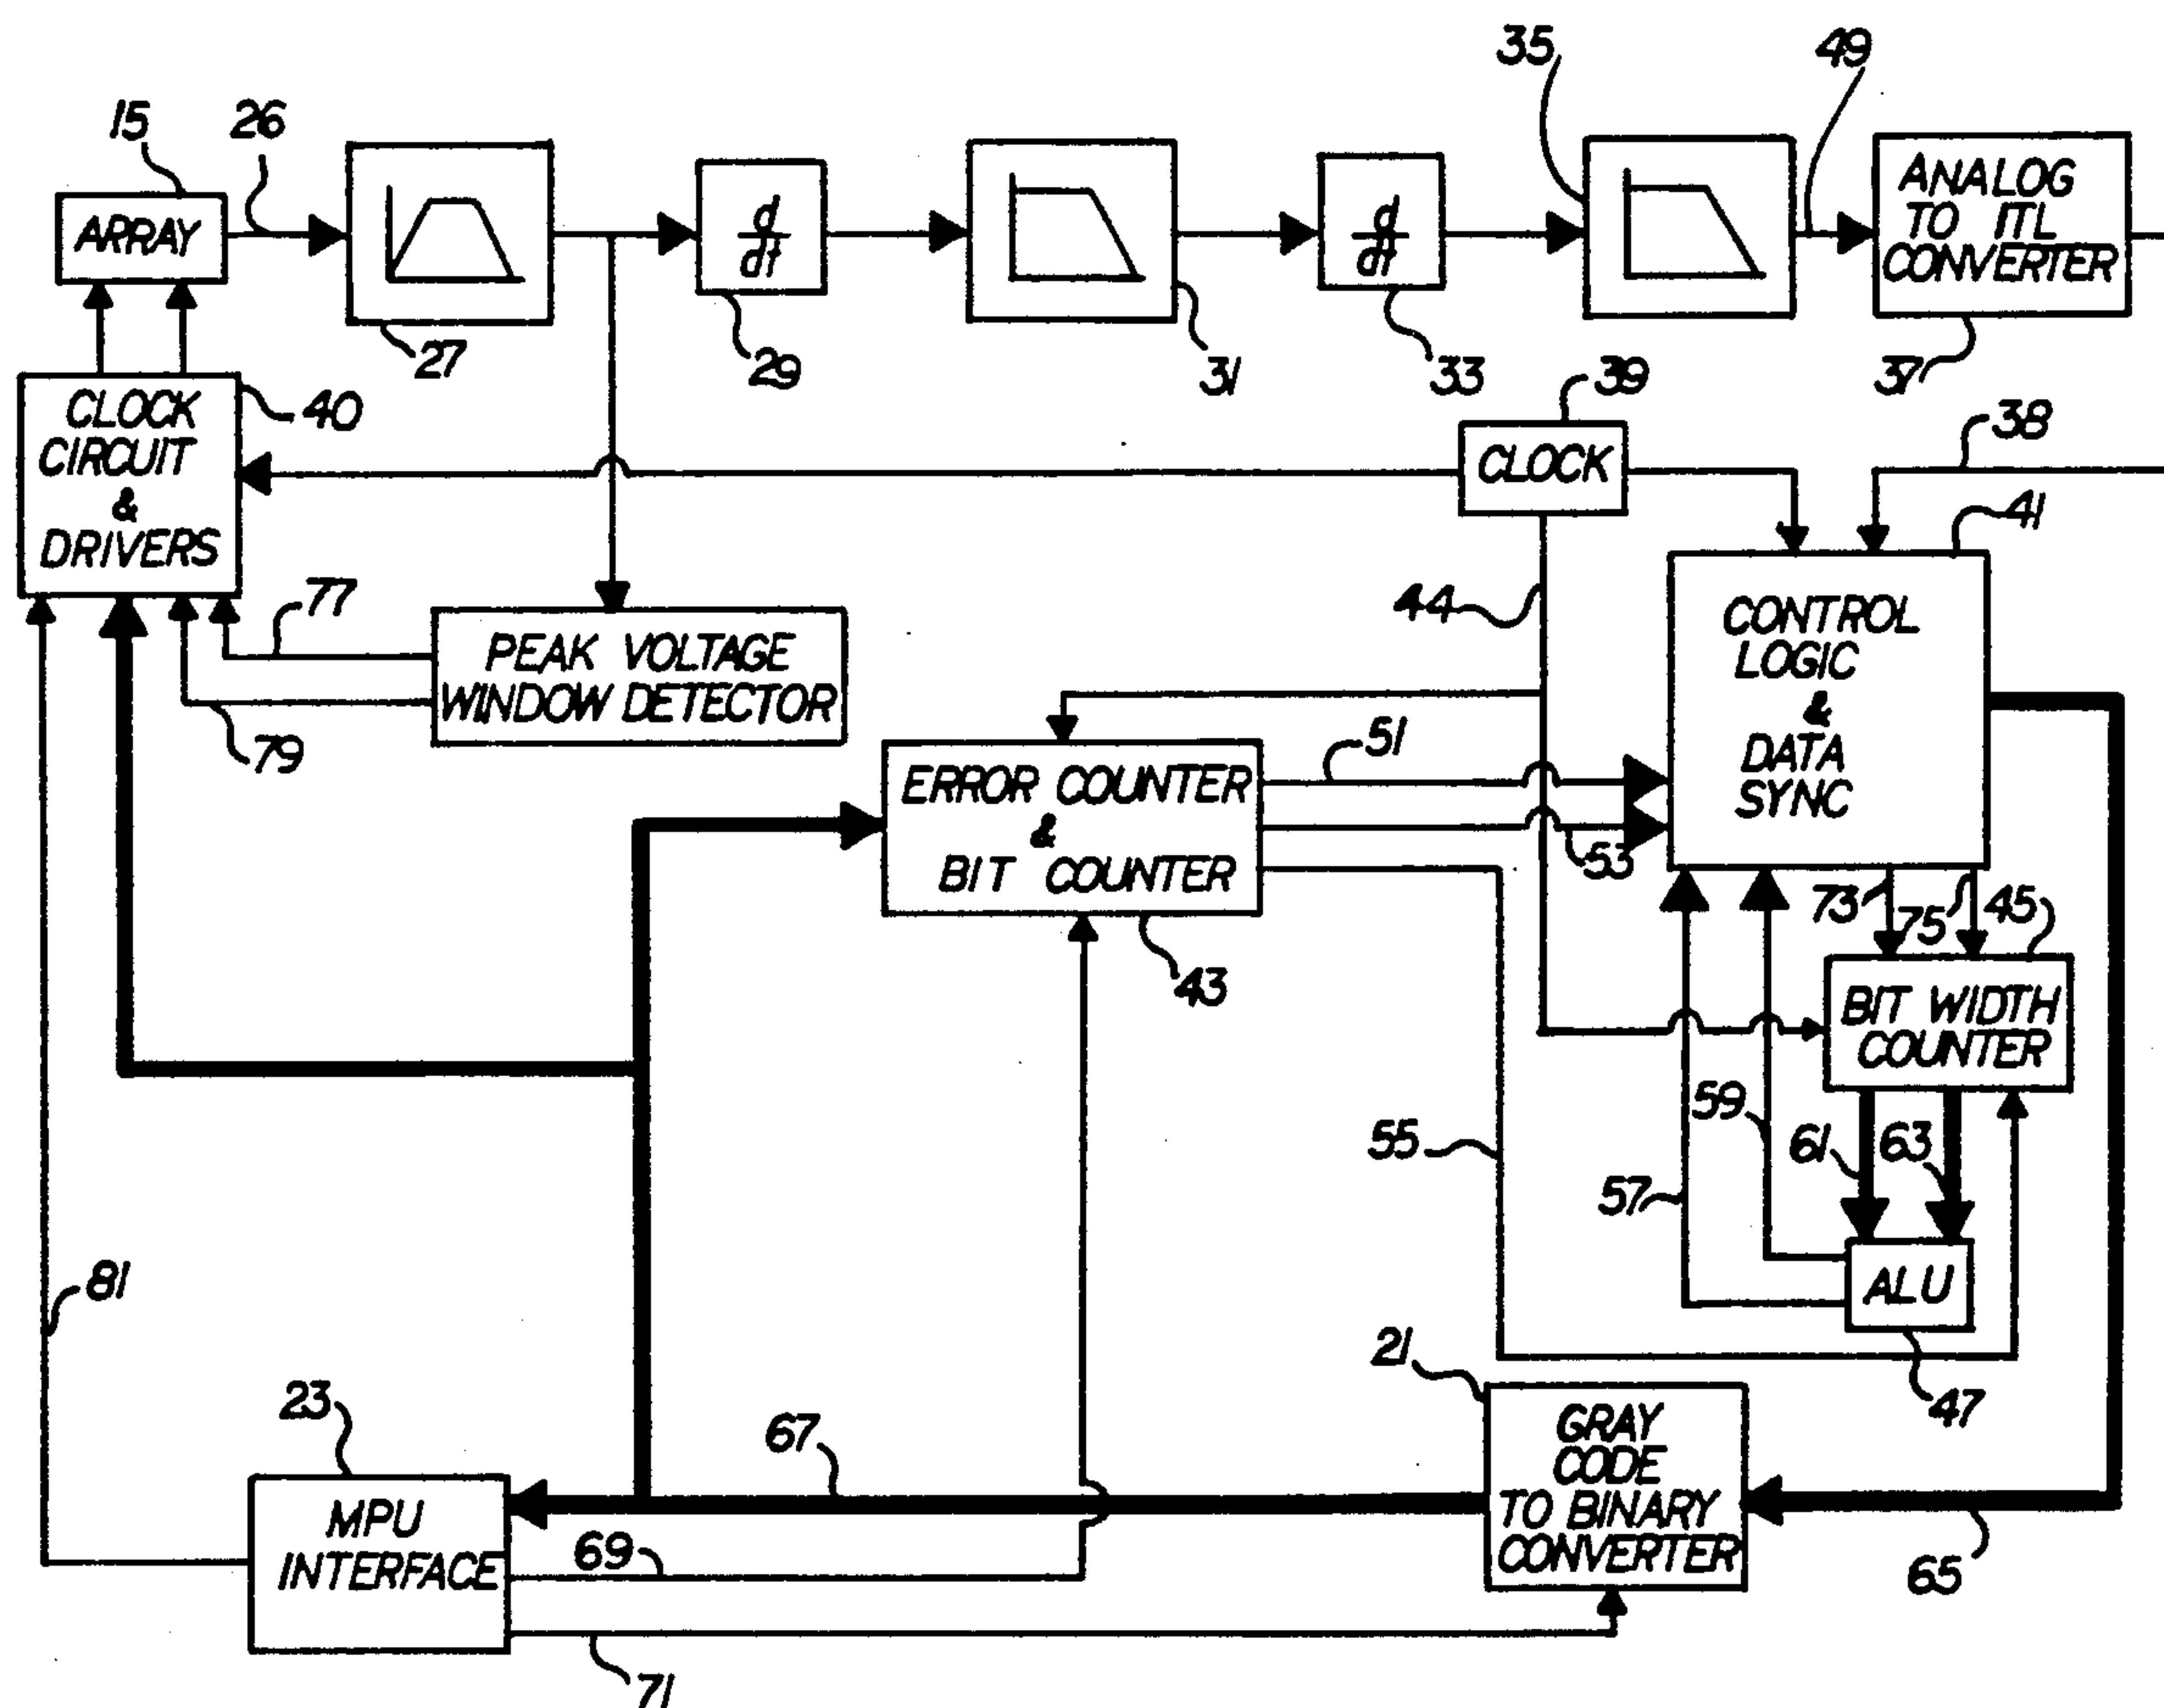 35
49
15
26
ARRAY
d
dt
d
dt
ANALOG
TO ITL
CONVERTER
27
29
31
33
37
39
38
CLOCK
CIRCUIT
&
DRIVERS
40
CLOCK
41
77
44
CONTROL
LOGIC
&
DATA
SYNC
PEAK VOLTAGE
WINDOW DETECTOR
79
51
ERROR COUNTER
&
BIT COUNTER
53
73
75
45
43
BIT WIDTH
COUNTER
59
55
61
63
57
81
ALU
21
47
23
67
GRAY
CODE
TO BINARY
CONVERTER
MPU
INTERFACE
69
65
71